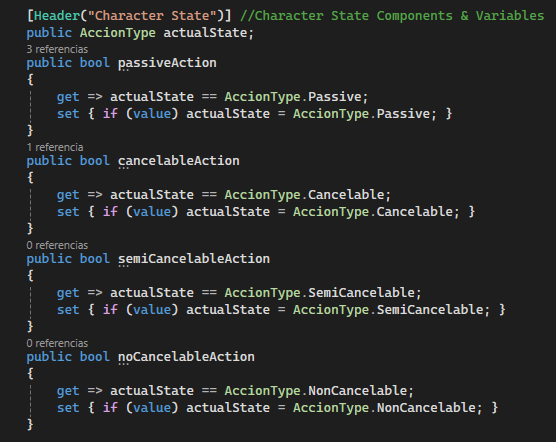 [Header("Character State")] //Character State Components & Variables
public AccionType actualState;
3 referencias
public bool passiveAction
{
get => actualState == AccionType.Passive;
set { if (value) actualState = AccionType.Passive; }
}
1 referencia
public bool cancelableAction
{
get => actualState == AccionType.Cancelable;
set { if (value) actualState = AccionType.Cancelable; }
}
0 referencias
public bool semiCancelableAction
{
get => actualState == AccionType.SemiCancelable;
set { if (value) actualState = AccionType.SemiCancelable; }
}
0 referencias
public bool noCancelableAction
{
get => actualState == AccionType.NonCancelable;
set { if (value) actualState = AccionType.NonCancelable; }
}